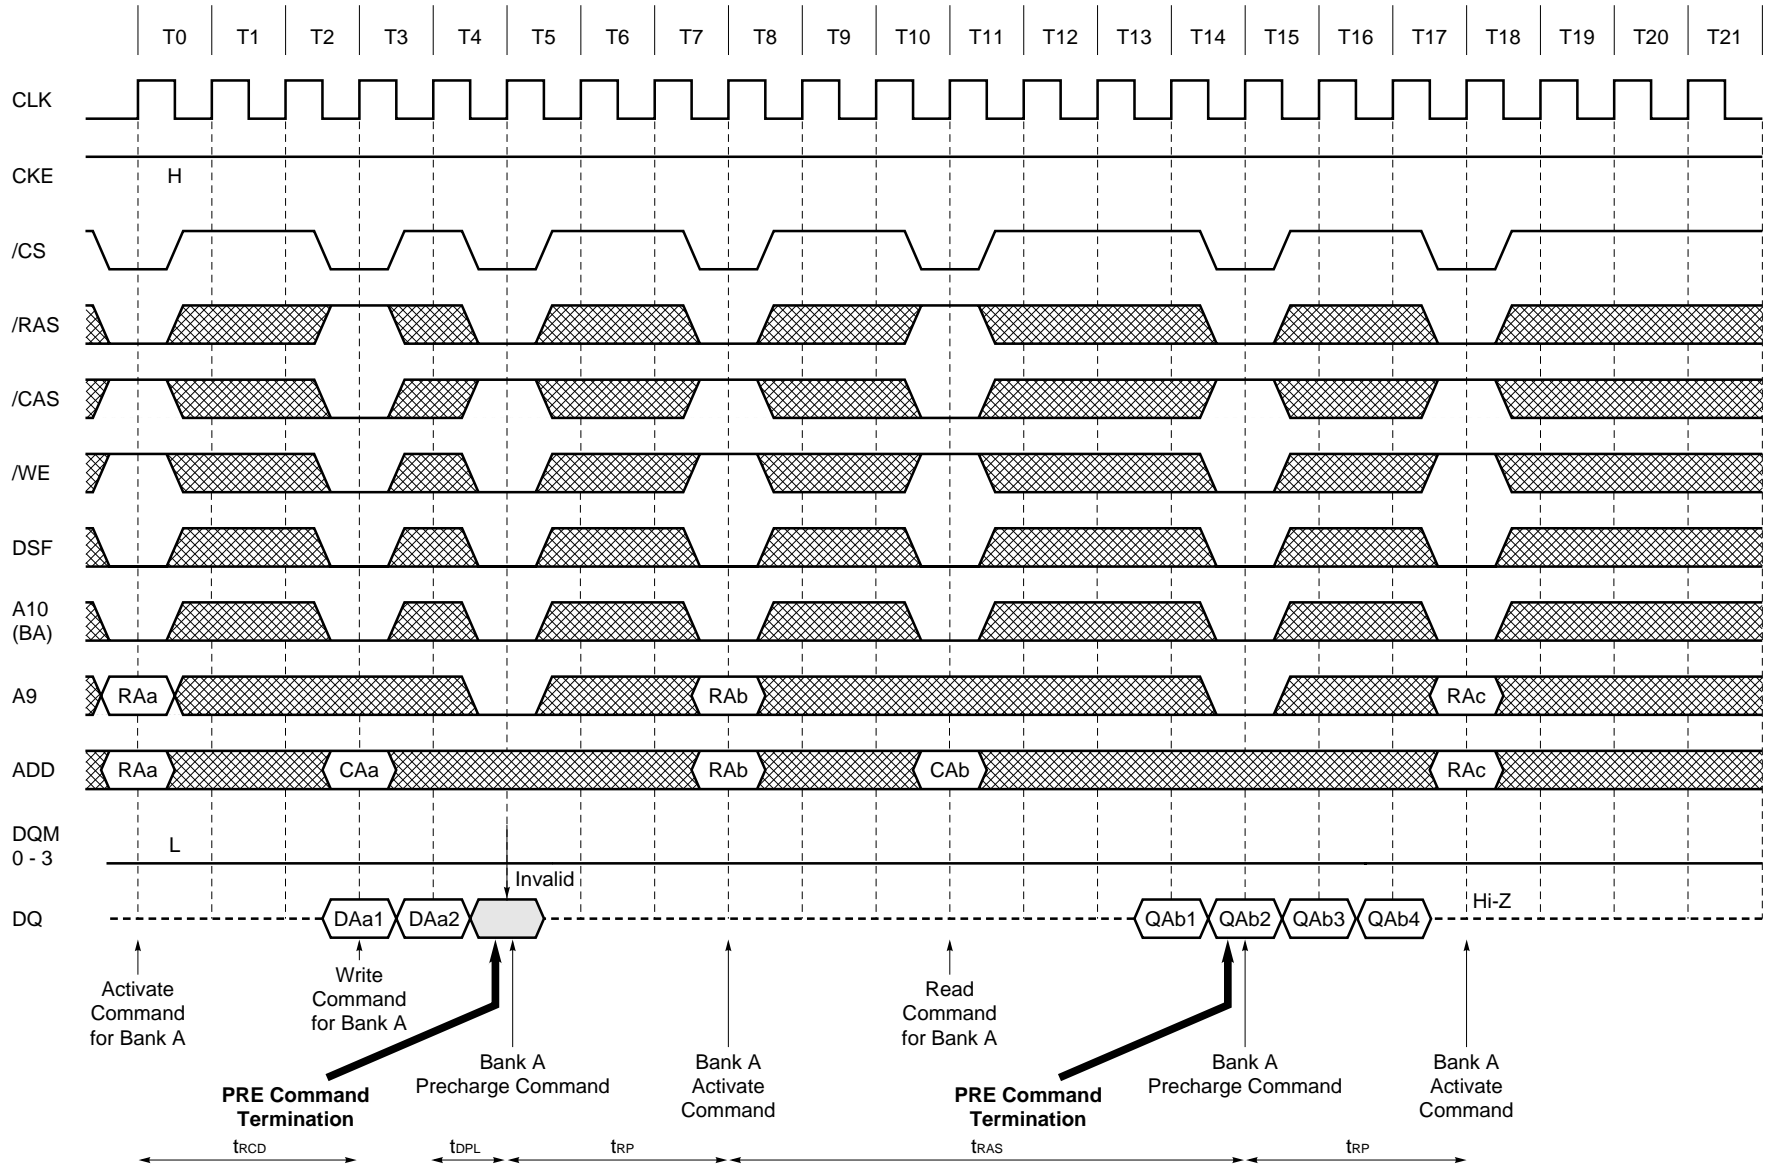 T0 T1 T2 T3 T4 T5 T6 T7 T8 T9 T10 T11 T12 T13 T14 T15 T16 T17 T18 T19 T20 T21
CLK
CKE H
/CS
/RAS
/CAS
/WE
DSF
A10
(BA)
A9 RAa RAb RAc
ADD RAa CAa RAb CAb RAc
DQM
0 - 3
L
Invalid
DQ DAa1 DAa2 QAb1 QAb2 QAb3 QAb4 Hi-Z
Activate
Command
for Bank A
Write
Command
for Bank A
PRE Command
Termination
Bank A
Precharge Command
Bank A
Activate
Command
Read
Command
for Bank A
PRE Command
Termination
Bank A
Precharge Command
Bank A
Activate
Command
tRCD tDPL tRP tRAS tRP